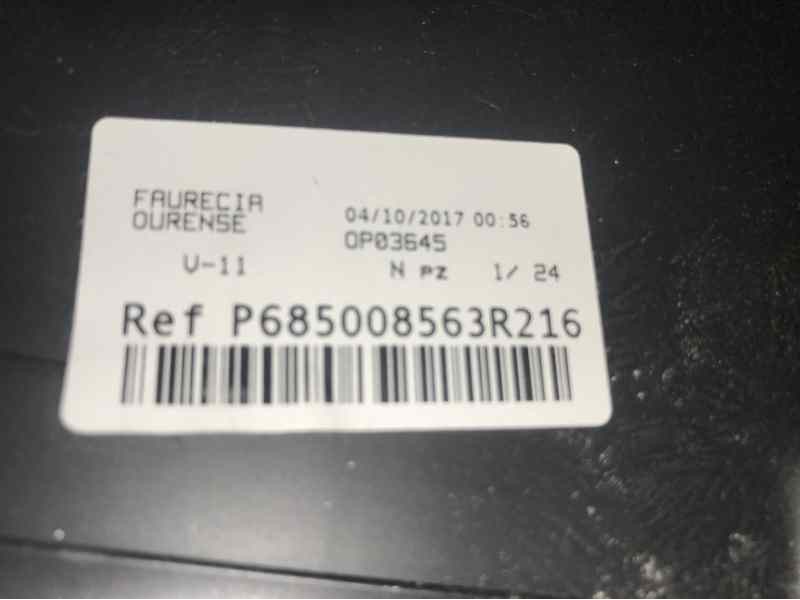 FAURECIA
OURENSE
04/10/2017 00:56
OP03645
V-11
N PZ 1/ 24
Ref P685008563R216